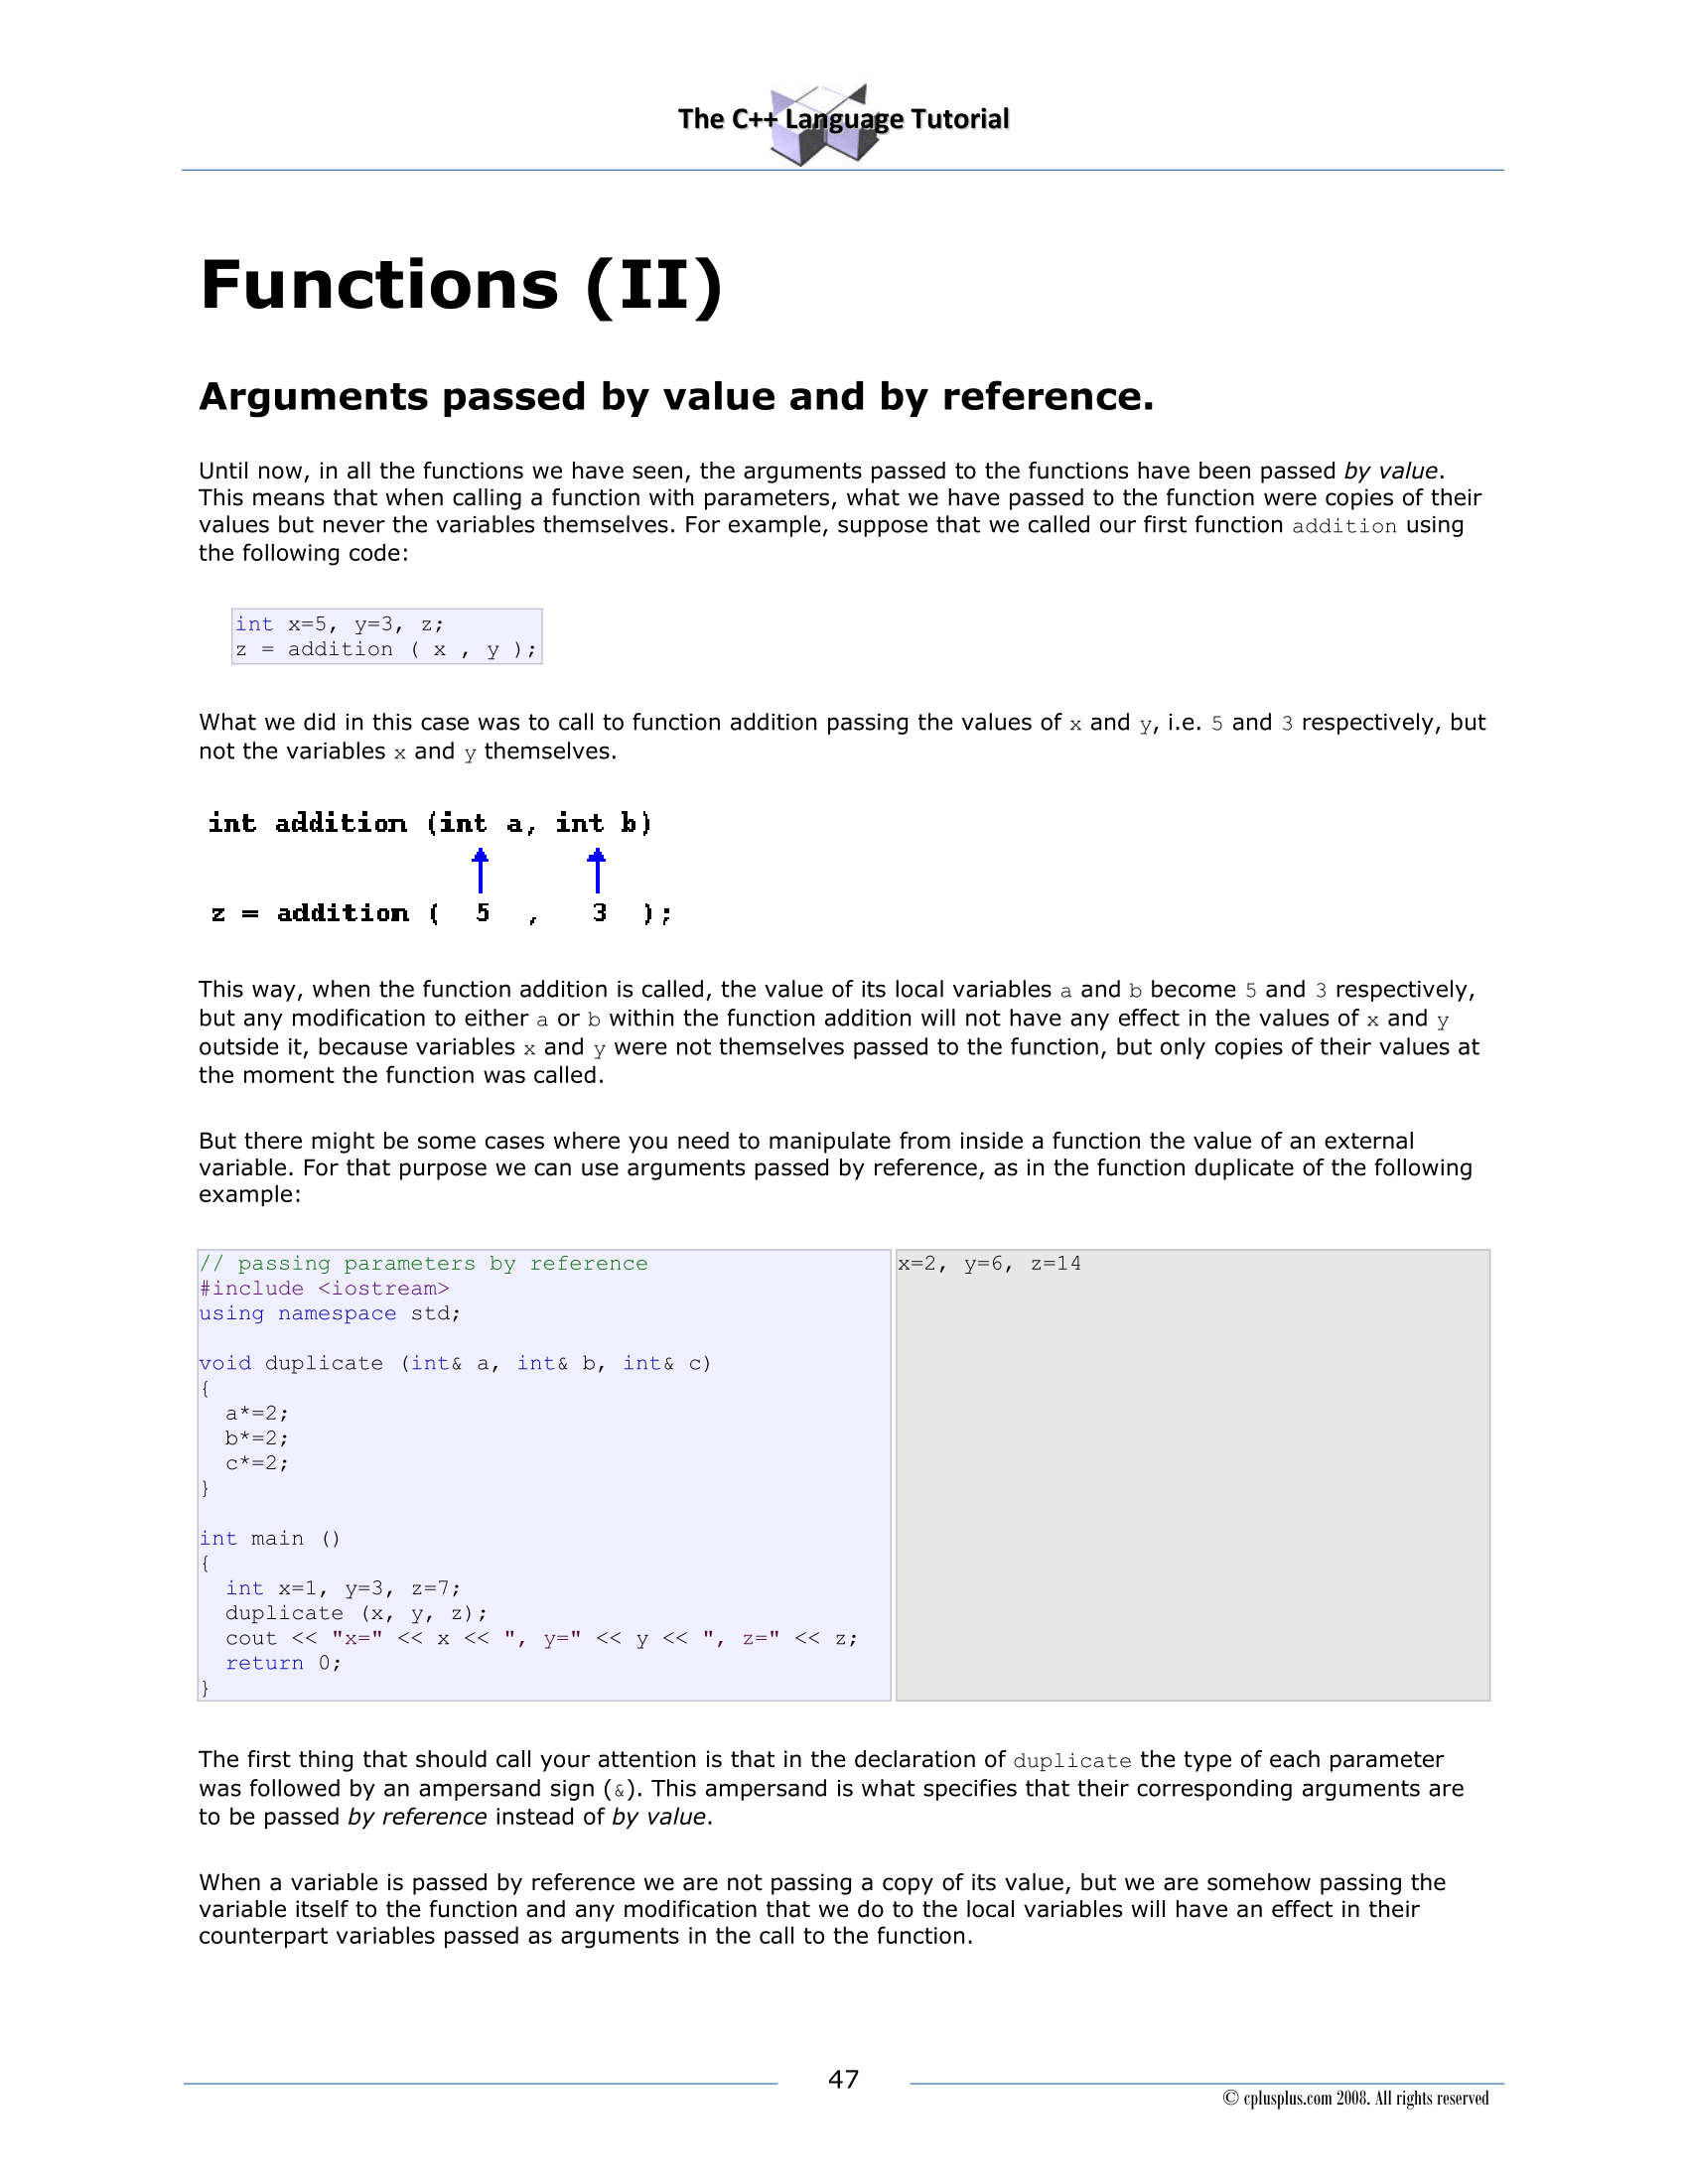 The C++ Language Tutorial
Functions (II)
Arguments passed by value and by reference.
Until now, in all the functions we have seen, the arguments passed to the functions have been passed by value.
This means that when calling a function with parameters, what we have passed to the function were copies of their
values but never the variables themselves. For example, suppose that we called our first function addition using
the following code:
int x=5, y=3, z;
z = addition ( x , y );
What we did in this case was to call to function addition passing the values of x and y, i.e. 5 and 3 respectively, but
not the variables x and y themselves.
int addition (int a, int b)
z = addition ( 5 , 3 );
This way, when the function addition is called, the value of its local variables a and b become 5 and 3 respectively,
but any modification to either a or b within the function addition will not have any effect in the values of x and y
outside it, because variables x and y were not themselves passed to the function, but only copies of their values at
the moment the function was called.
But there might be some cases where you need to manipulate from inside a function the value of an external
variable. For that purpose we can use arguments passed by reference, as in the function duplicate of the following
example:
// passing parameters by reference
#include <iostream>
using namespace std;
void duplicate (int& a, int& b, int& c)
{
  a*=2;
  b*=2;
  c*=2;
}
int main ()
{
  int x=1, y=3, z=7;
  duplicate (x, y, z);
  cout << "x=" << x << ", y=" << y << ", z=" << z;
  return 0;
}
x=2, y=6, z=14
The first thing that should call your attention is that in the declaration of duplicate the type of each parameter
was followed by an ampersand sign (&). This ampersand is what specifies that their corresponding arguments are
to be passed by reference instead of by value.
When a variable is passed by reference we are not passing a copy of its value, but we are somehow passing the
variable itself to the function and any modification that we do to the local variables will have an effect in their
counterpart variables passed as arguments in the call to the function.
47
© cplusplus.com 2008. All rights reserved